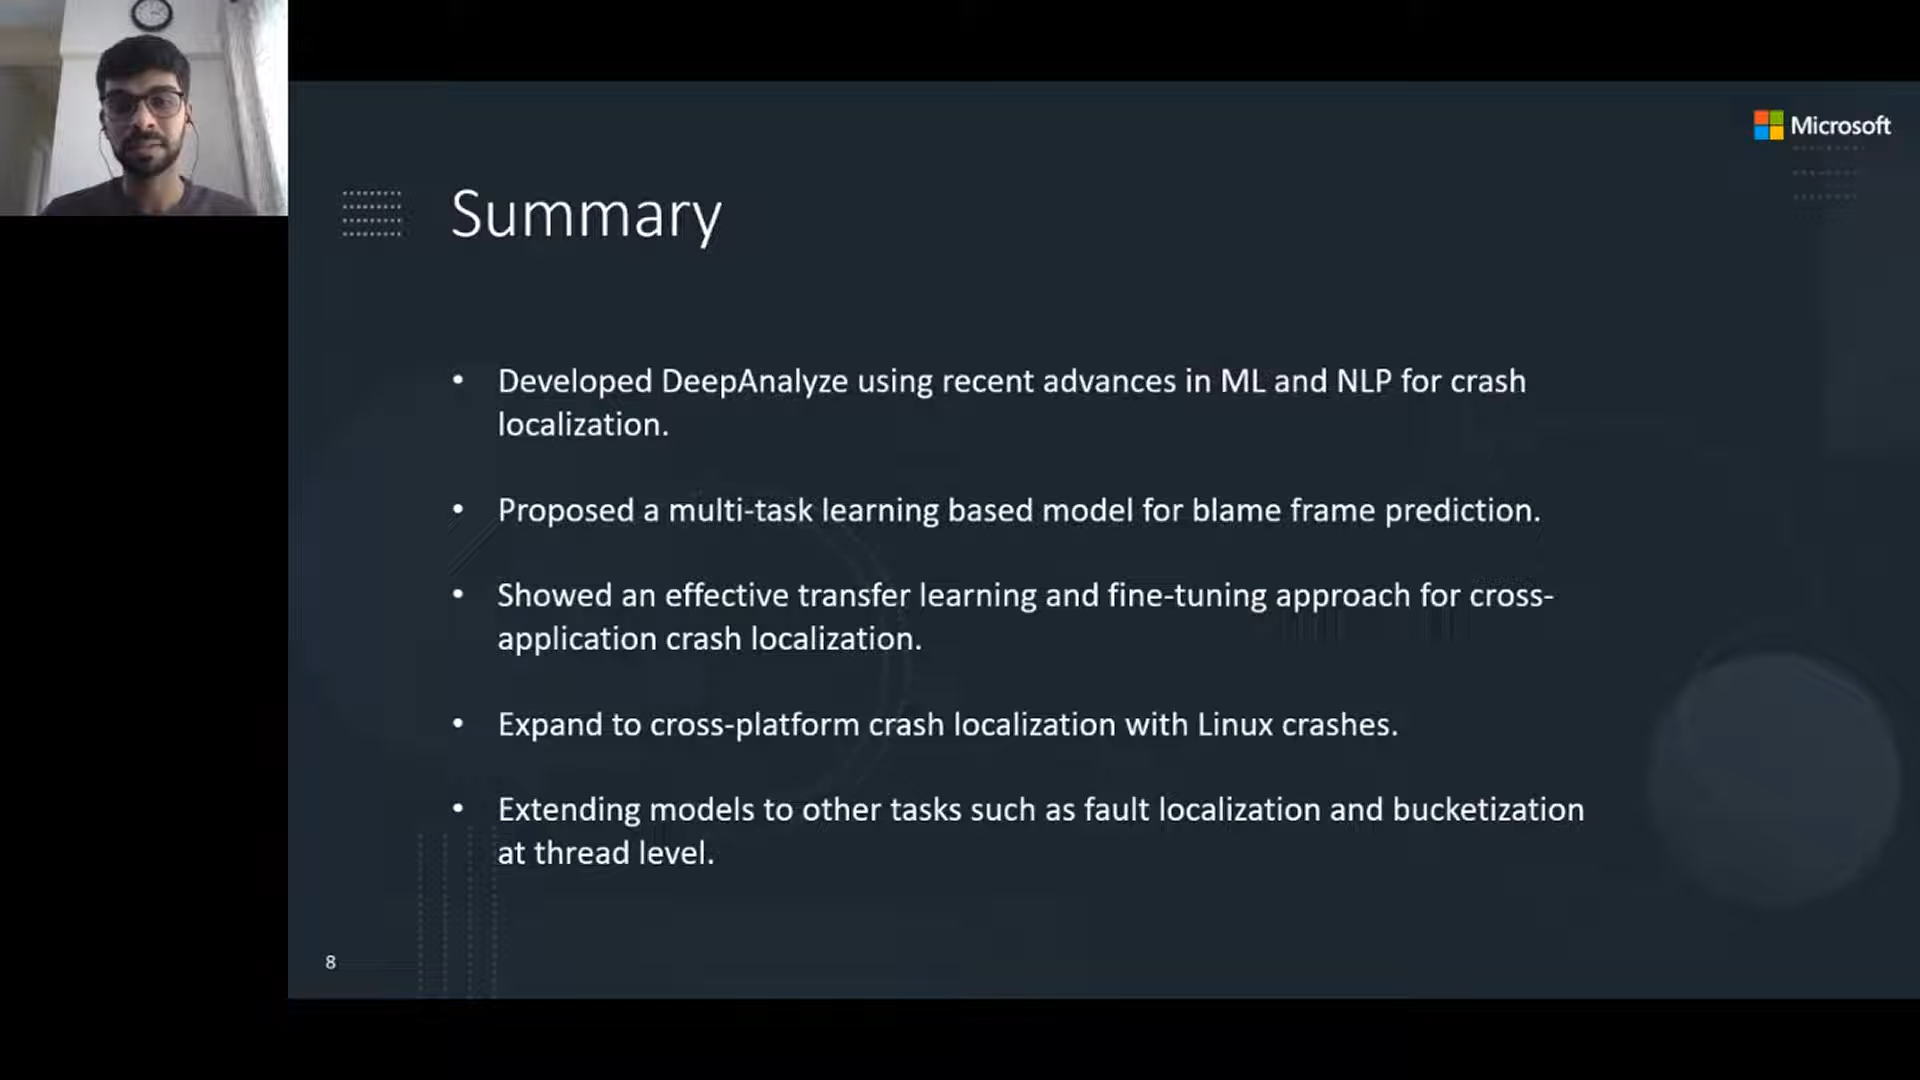 Microsoft
Summary
• Developed DeepAnalyze using recent advances in ML and NLP for crash
localization.
• Proposed a multi-task learning based model for blame frame prediction.
• Showed an effective transfer learning and fine-tuning approach for cross-
application crash localization.
• Expand to cross-platform crash localization with Linux crashes.
• Extending models to other tasks such as fault localization and bucketization
at thread level.
8